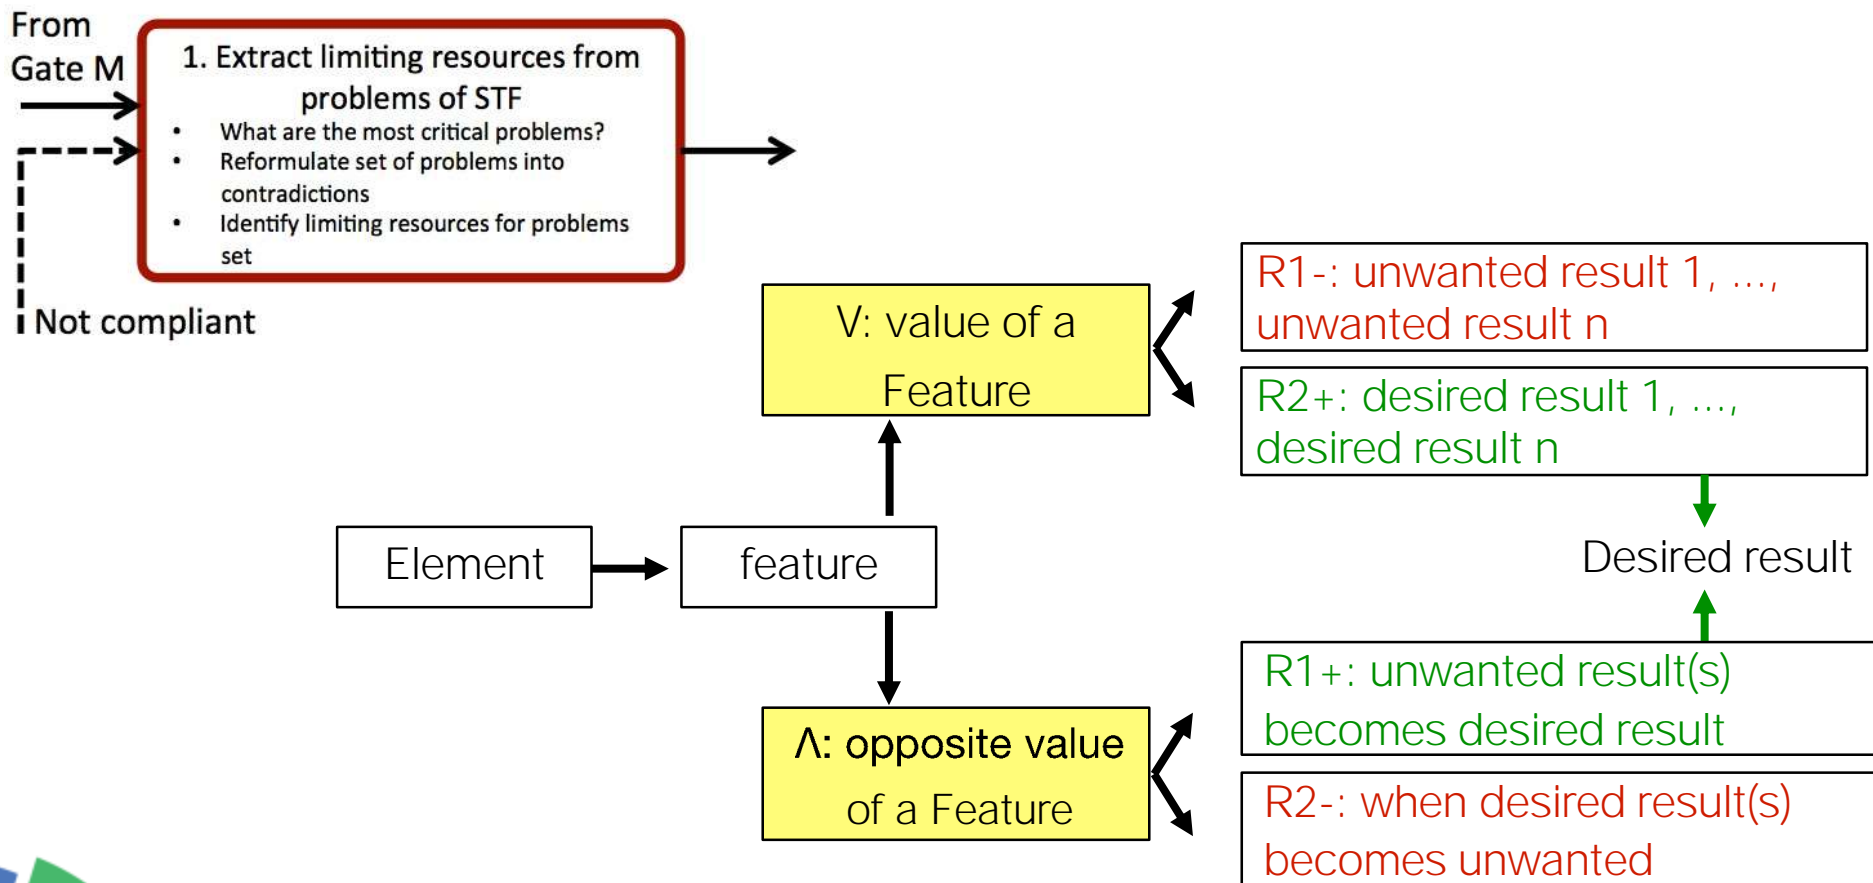 From
Gate M
1. Extract limiting resources from
problems of STF
• What are the most critical problems?
• Reformulate set of problems into
contradictions
• Identify limiting resources for problems
set
Not compliant
V: value of a
Feature
R1-: unwanted result 1, ...,
unwanted result n
R2+: desired result 1, ...,
desired result n
Element
feature
Desired result
Λ: opposite value
of a Feature
R1+: unwanted result(s)
becomes desired result
R2-: when desired result(s)
becomes unwanted